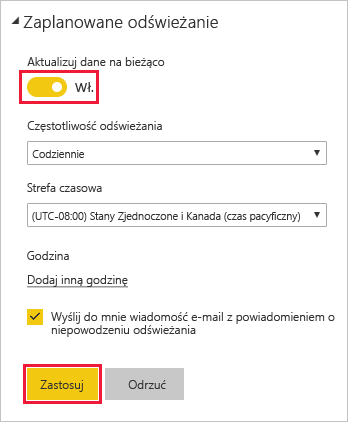 Zaplanowane odświeżanie
Aktualizuj dane na bieżąco
Wł.
Częstotliwość odświeżania
Codziennie
Strefa czasowa
(UTC-08:00) Stany Zjednoczone i Kanada (czas pacyficzny)
Godzina
Dodaj inną godzinę
Wyślij do mnie wiadomość e-mail z powiadomieniem o
niepowodzeniu odświeżania
Zastosuj Odrzuć